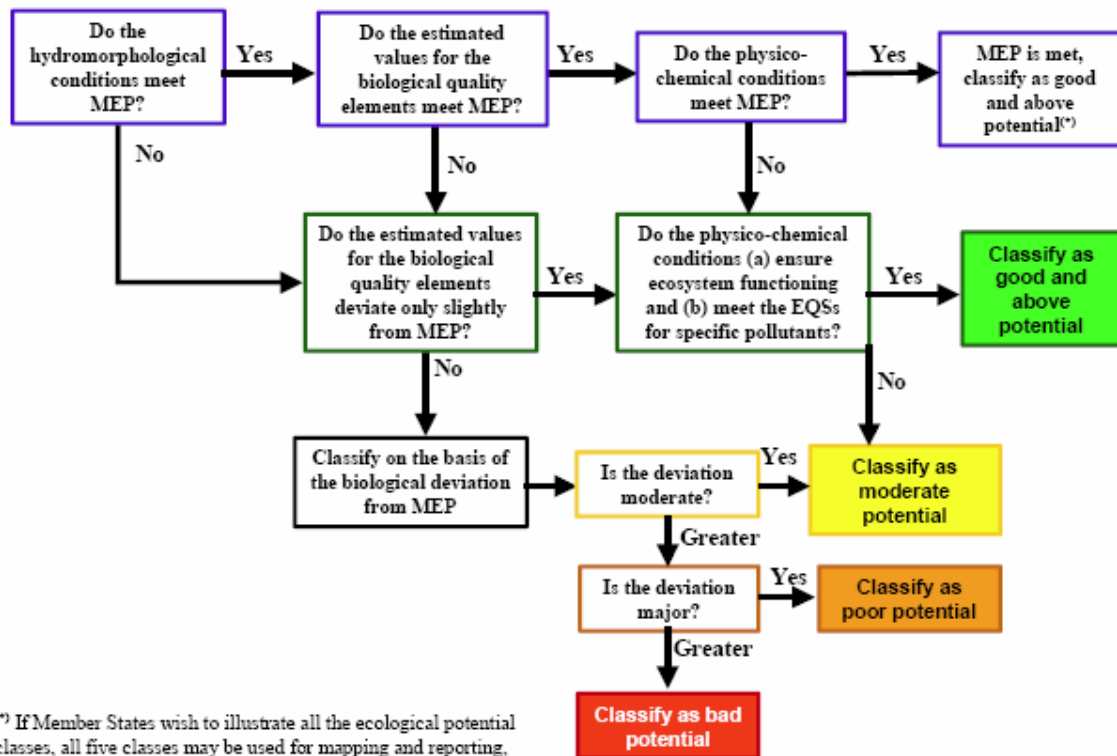 Do the
hydromorphological
conditions meet
MEP?
Yes
Do the estimated
values for the
biological quality
elements meet MEP?
Yes
Do the physico-
chemical conditions
meet MEP?
Yes
MEP is met,
classify as good
and above
potential(*)
No
No
No
Do the estimated values
for the biological
quality elements
deviate only slightly
from MEP?
Yes
Do the physico-chemical
conditions (a) ensure
ecosystem functioning
and (b) meet the EQSs
for specific pollutants?
Yes
Classify as
good and
above
potential
No
No
Classify on the basis of
the biological deviation
from MEP
Is the deviation
moderate?
Yes
Classify as
moderate
potential
Greater
Is the deviation
major?
Yes
Classify as
poor potential
Greater
Classify as bad
potential
(*) If Member States wish to illustrate all the ecological potential
classes, all five classes may be used for mapping and reporting,